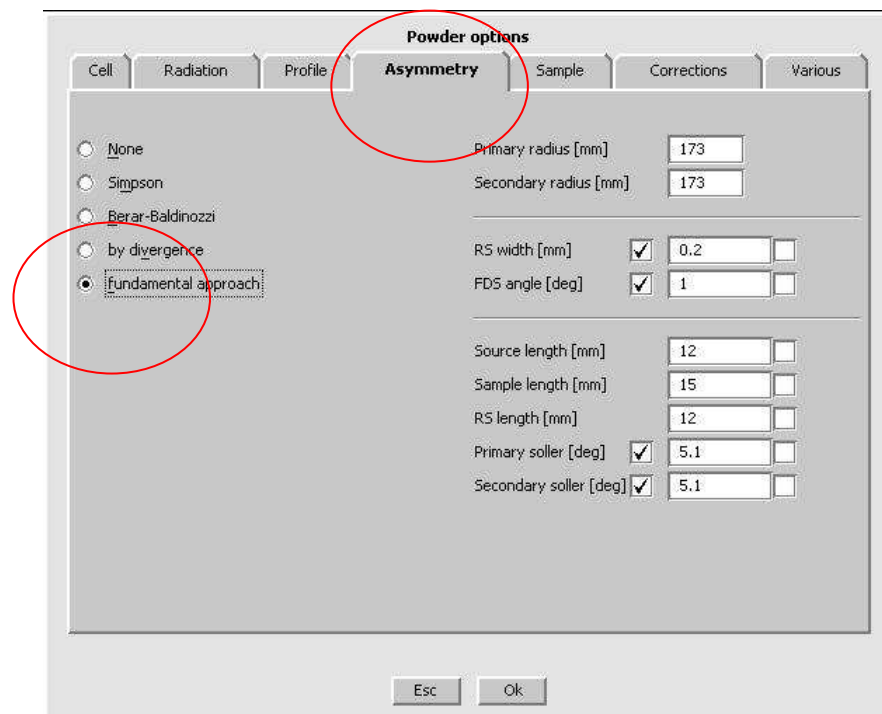 Powder options
Cell Radiation Profile Asymmetry Sample Corrections Various
None
Simpson
Berar-Baldinozzi
by divergence
fundamental approach
Primary radius [mm] 173
Secondary radius [mm] 173
RS width [mm] 0.2
FDS angle [deg] 1
Source length [mm] 12
Sample length [mm] 15
RS length [mm] 12
Primary soller [deg] 5.1
Secondary soller [deg] 5.1
Esc Ok